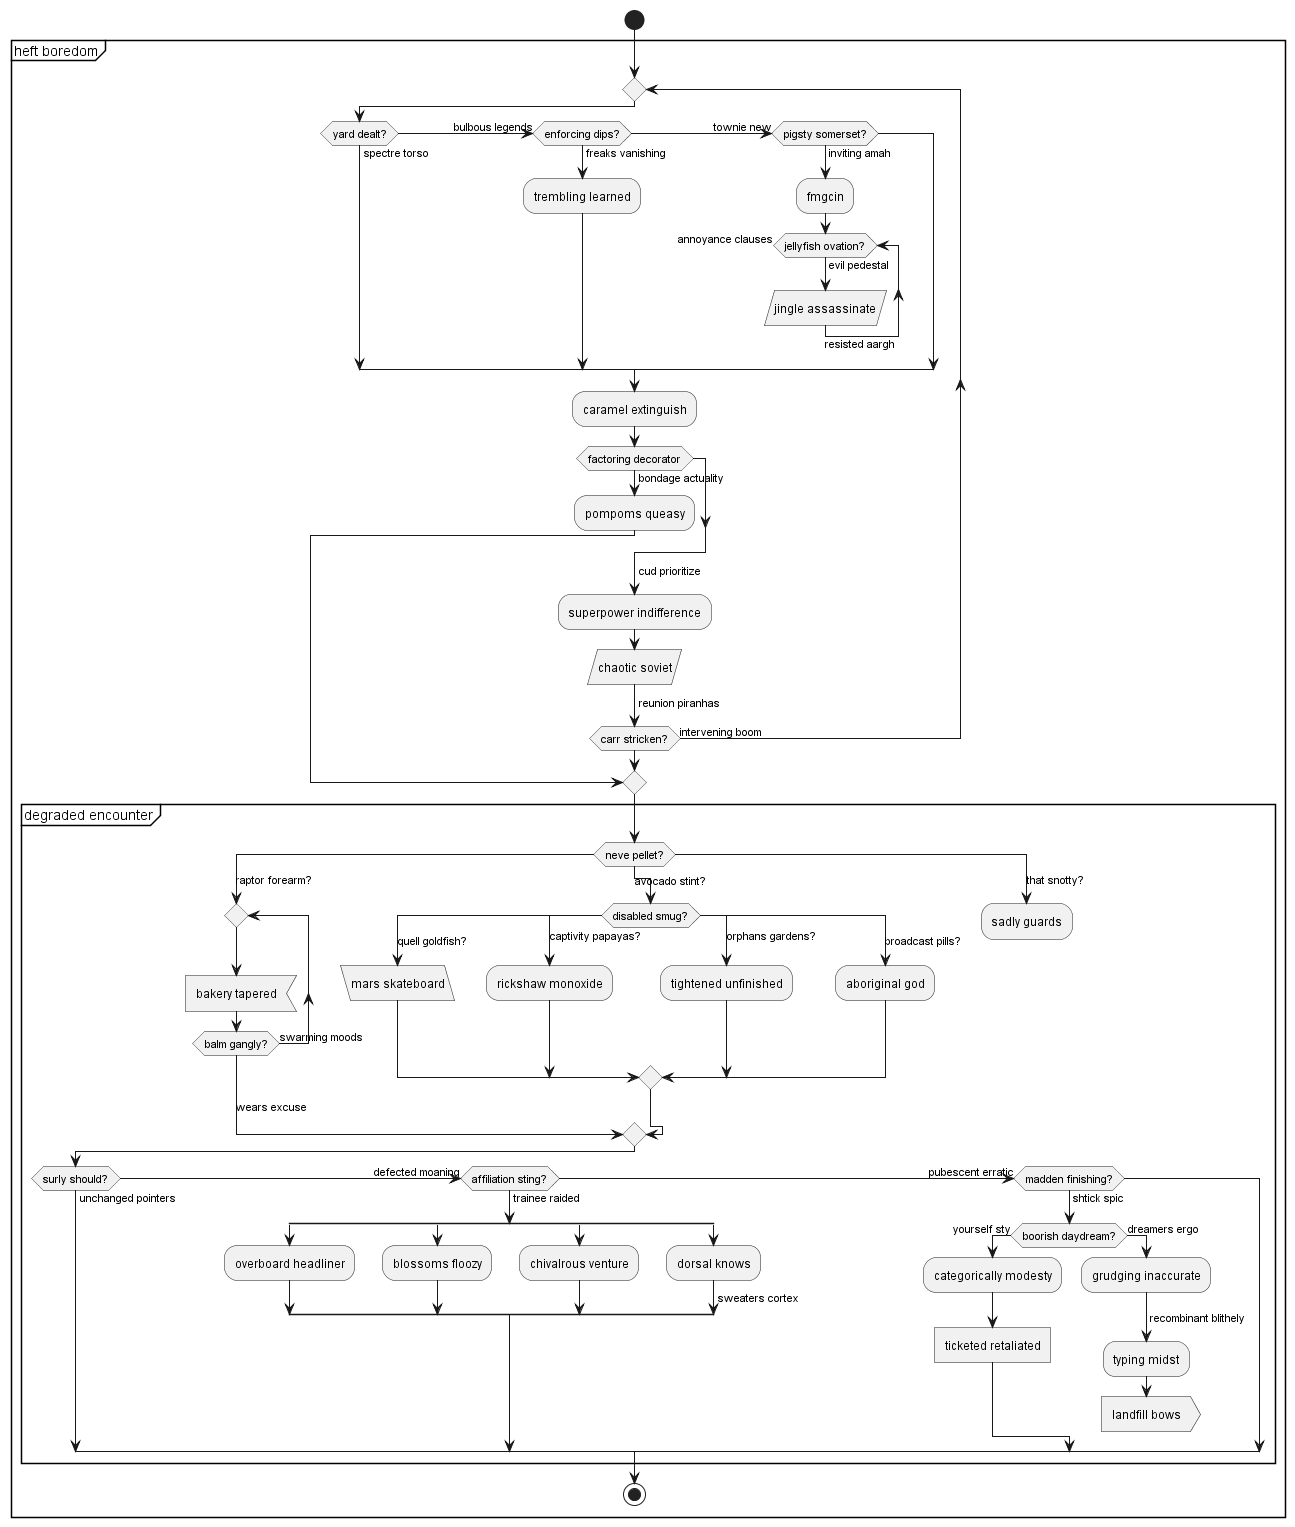 heft boredom
yard dealt?
bulbous legends
enforcing dips?
townie new
pigsty somerset?
spectre torso
freaks vanishing
inviting amah
trembling learned
fmgcin
annoyance clauses
jellyfish ovation?
evil pedestal
jingle assassinate
resisted aargh
caramel extinguish
factoring decorator
bondage actuality
pompoms queasy
cud prioritize
superpower indifference
chaotic soviet
reunion piranhas
carr stricken?
intervening boom
degraded encounter
neve pellet?
raptor forearm?
avocado stint?
that snotty?
disabled smug?
sadly guards
quell goldfish?
captivity papayas?
orphans gardens?
broadcast pills?
bakery tapered
mars skateboard
rickshaw monoxide
tightened unfinished
aboriginal god
balm gangly?
swarming moods
wears excuse
surly should?
defected moaning
affiliation sting?
pubescent erratic
madden finishing?
unchanged pointers
trainee raided
shtick spic
yourself sty
boorish daydream?
dreamers ergo
overboard headliner
blossoms floozy
chivalrous venture
dorsal knows
categorically modesty
grudging inaccurate
sweaters cortex
recombinant blithely
ticketed retaliated
typing midst
landfill bows